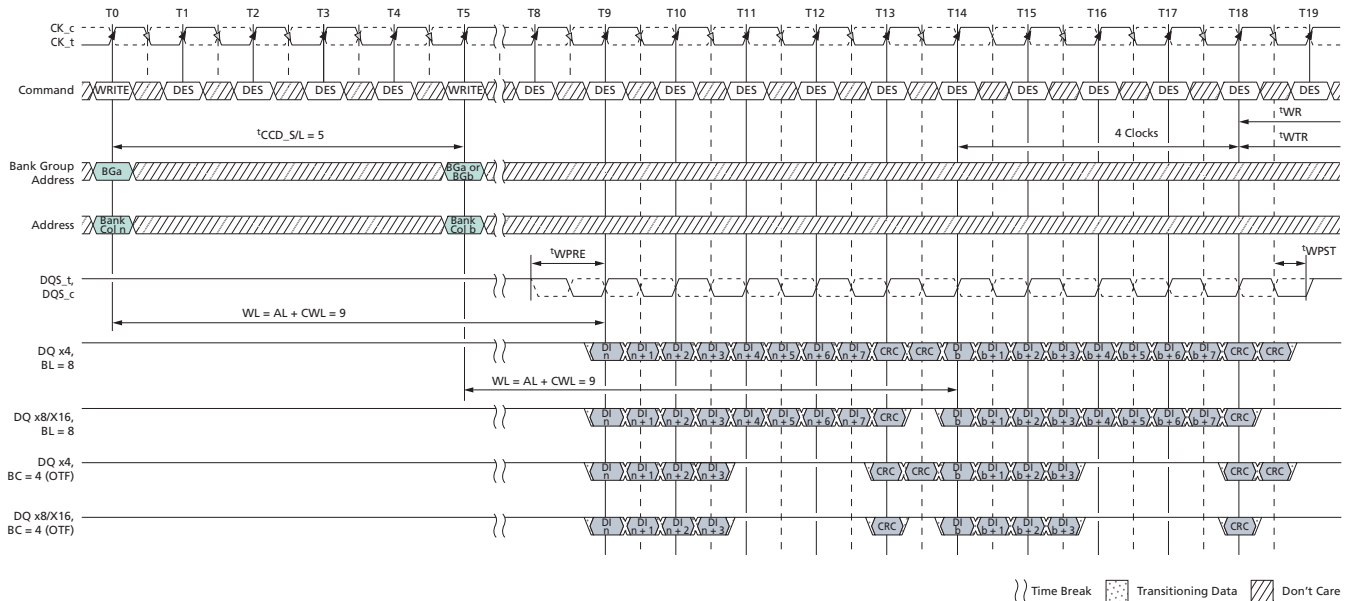 T0 T1 T2 T3 T4 T5 T8 T9 T10 T11 T12 T13 T14 T15 T16 T17 T18 T19
CK_c
CK_t
Command WRITE DES DES DES DES WRITE DES DES DES DES DES DES DES DES DES DES DES DES
tWR
tCCD_S/L = 5 4 Clocks tWTR
Bank Group
Address BGa BGa or
BGb
Address Bank
Col n Bank
Col b
tWPRE tWPST
DQS_t,
DQS_c
WL = AL + CWL = 9
DQ x4,
BL = 8
DI
n DI
n + 1 DI
n + 2 DI
n + 3 DI
n + 4 DI
n + 5 DI
n + 6 DI
n + 7 CRC CRC DI
b DI
b + 1 DI
b + 2 DI
b + 3 DI
b + 4 DI
b + 5 DI
b + 6 DI
b + 7 CRC CRC
WL = AL + CWL = 9
DQ x8/X16,
BL = 8
DI
n DI
n + 1 DI
n + 2 DI
n + 3 DI
n + 4 DI
n + 5 DI
n + 6 DI
n + 7 CRC DI
b DI
b + 1 DI
b + 2 DI
b + 3 DI
b + 4 DI
b + 5 DI
b + 6 DI
b + 7 CRC
DQ x4,
BC = 4 (OTF)
DI
n DI
n + 1 DI
n + 2 DI
n + 3 CRC CRC DI
b DI
b + 1 DI
b + 2 DI
b + 3 CRC CRC
DQ x8/X16,
BC = 4 (OTF)
DI
n DI
n + 1 DI
n + 2 DI
n + 3 CRC DI
b DI
b + 1 DI
b + 2 DI
b + 3 CRC
Time Break Transitioning Data Don't Care